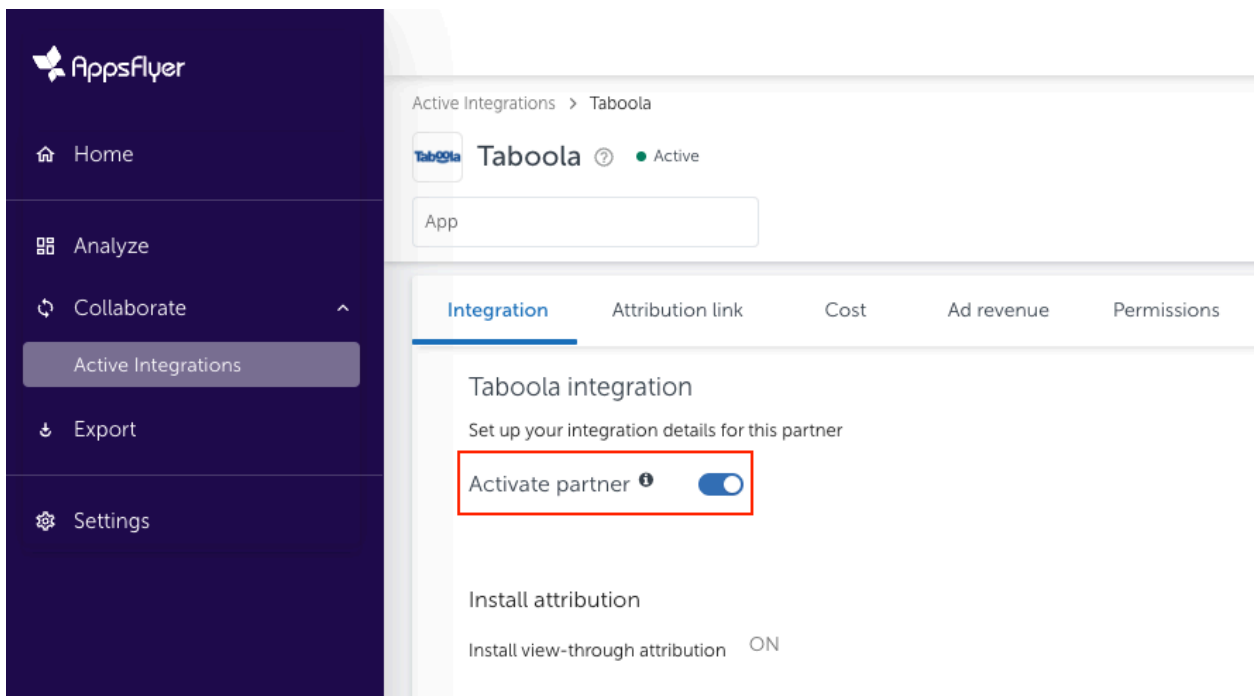 AppsFlyer
Home
Analyze
Collaborate
Active Integrations
Export
Settings
Active Integrations > Taboola
Taboola Taboola ? Active
App
Integration Attribution link Cost Ad revenue Permissions
Taboola integration
Set up your integration details for this partner
Activate partner i
Install attribution
Install view-through attribution ON